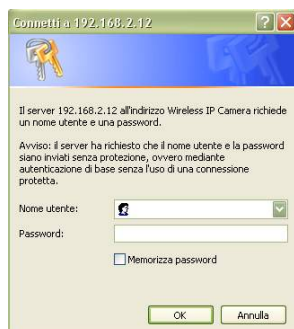 Connetti a 192.168.2.12
Il server 192.168.2.12 all'indirizzo Wireless IP Camera richiede
un nome utente e una password.
Avviso: il server ha richiesto che il nome utente e la password
siano inviati senza protezione, ovvero mediante
autenticazione di base senza l'uso di una connessione
protetta.
Nome utente:
Password:
Memorizza password
OK
Annulla